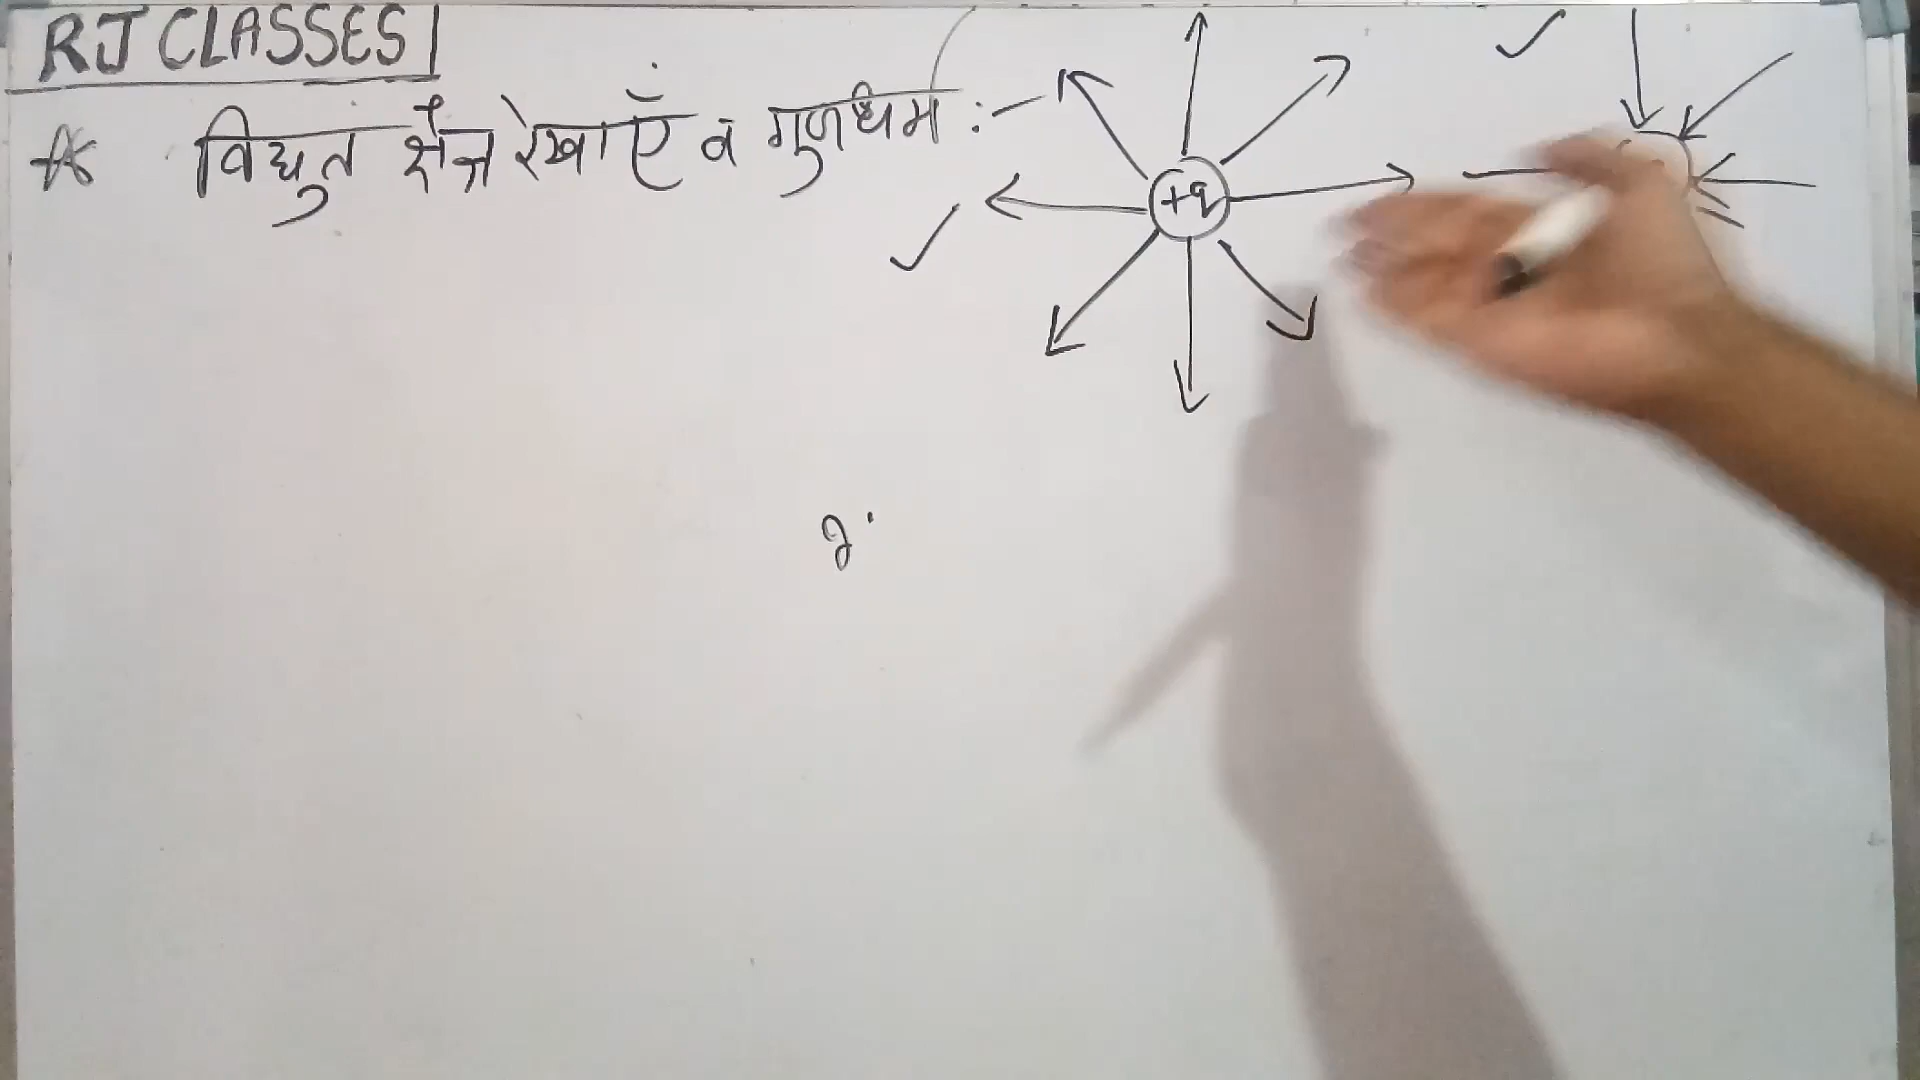 RJ CLASSES
विद्युत क्षेत्र रेखाएँ व गुणधर्म :-
+q